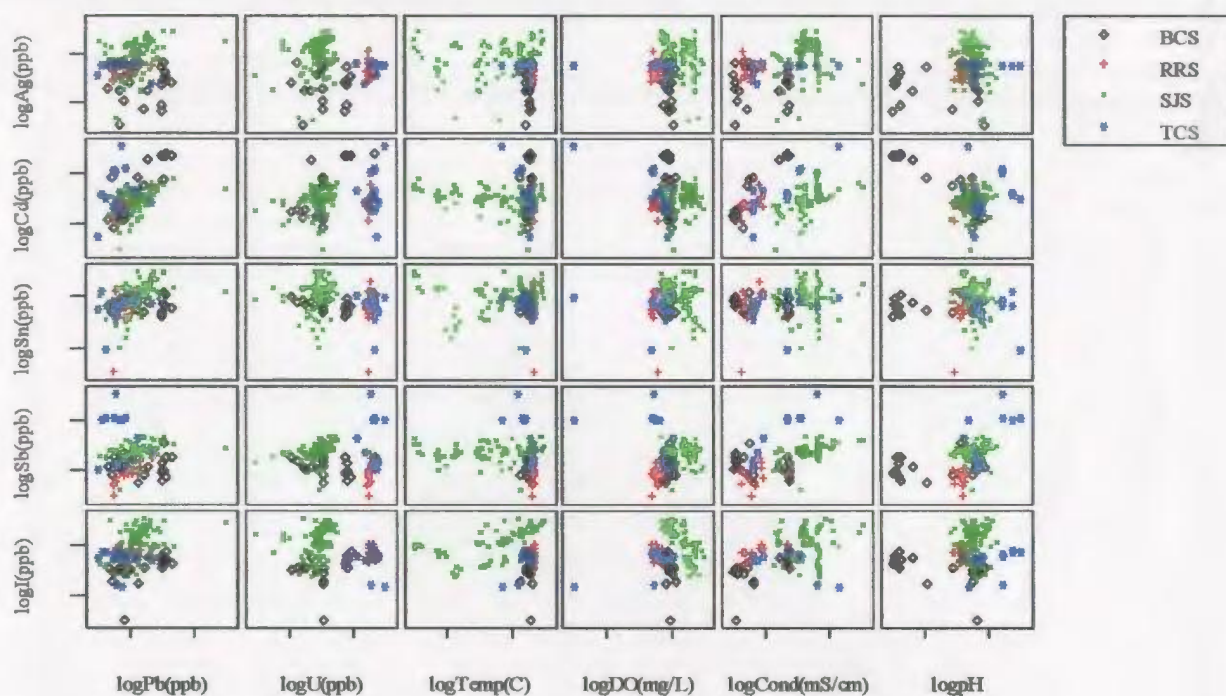 BCS
RRS
SJS
TCS
logAg(ppb)
logCd(ppb)
logSn(ppb)
logSb(ppb)
logI(ppb)
logPb(ppb)
logU(ppb)
logTemp(C)
logDO(mg/L)
logCond(mS/cm)
logpH